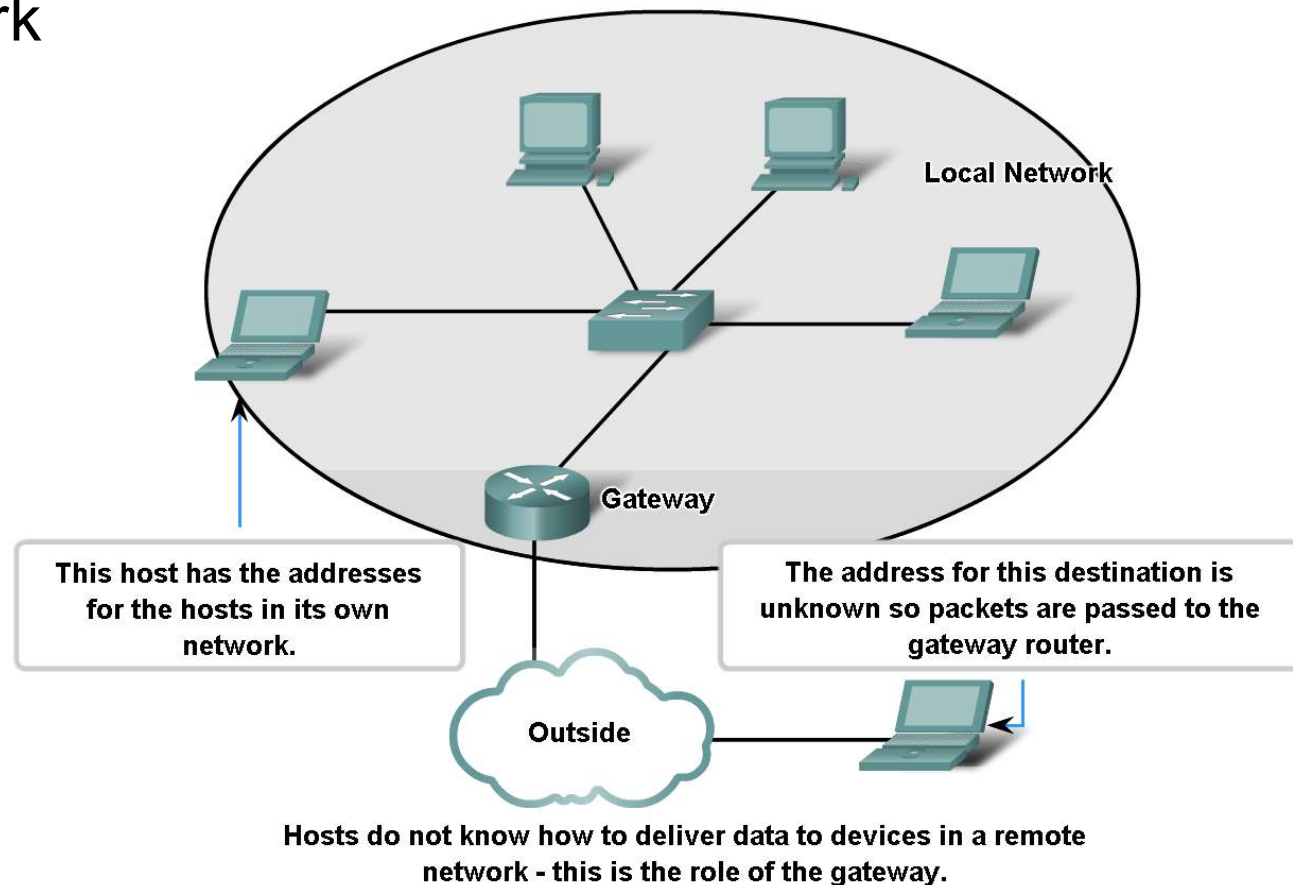 rk
Local Network
Gateway
This host has the addresses
for the hosts in its own
network.
The address for this destination is
unknown so packets are passed to the
gateway router.
Outside
Hosts do not know how to deliver data to devices in a remote
network - this is the role of the gateway.